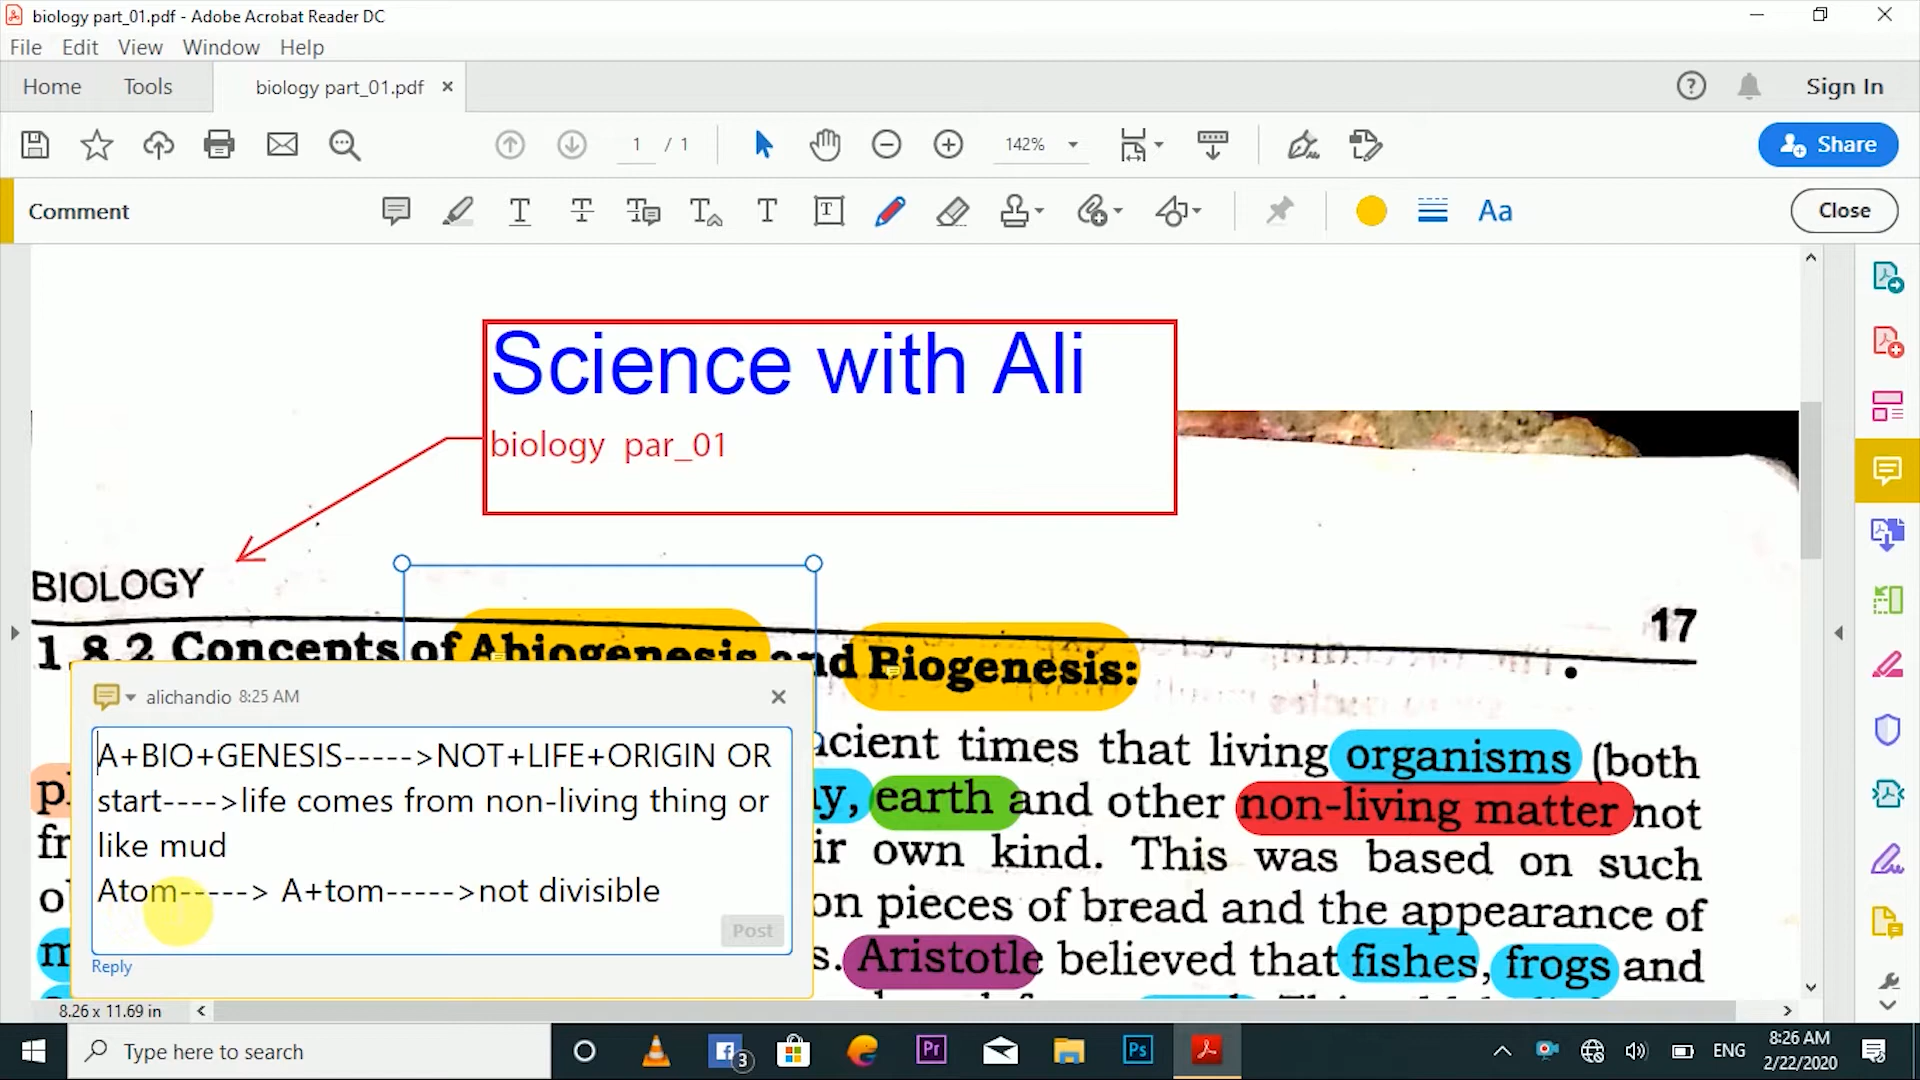 biology part_01.pdf - Adobe Acrobat Reader DC
File Edit View Window Help
Home Tools biology part_01.pdf Sign In
1 / 1 142% Share
Comment Aa Close
Science with Ali
biology par_01
BIOLOGY
17
1.8.2 Concepts of Abiogenesis and Biogenesis:
alichandio 8:25 AM
A+BIO+GENESIS----->NOT+LIFE+ORIGIN OR
start---->life comes from non-living thing or
like mud
Atom-----> A+tom----->not divisible
Post
Reply
ancient times that living organisms (both
earth and other non-living matter not
own kind. This was based on such
on pieces of bread and the appearance of
Aristotle believed that fishes, frogs and
8.26 x 11.69 in
Type here to search
3
Pr
Ps
ENG
8:26 AM
2/22/2020